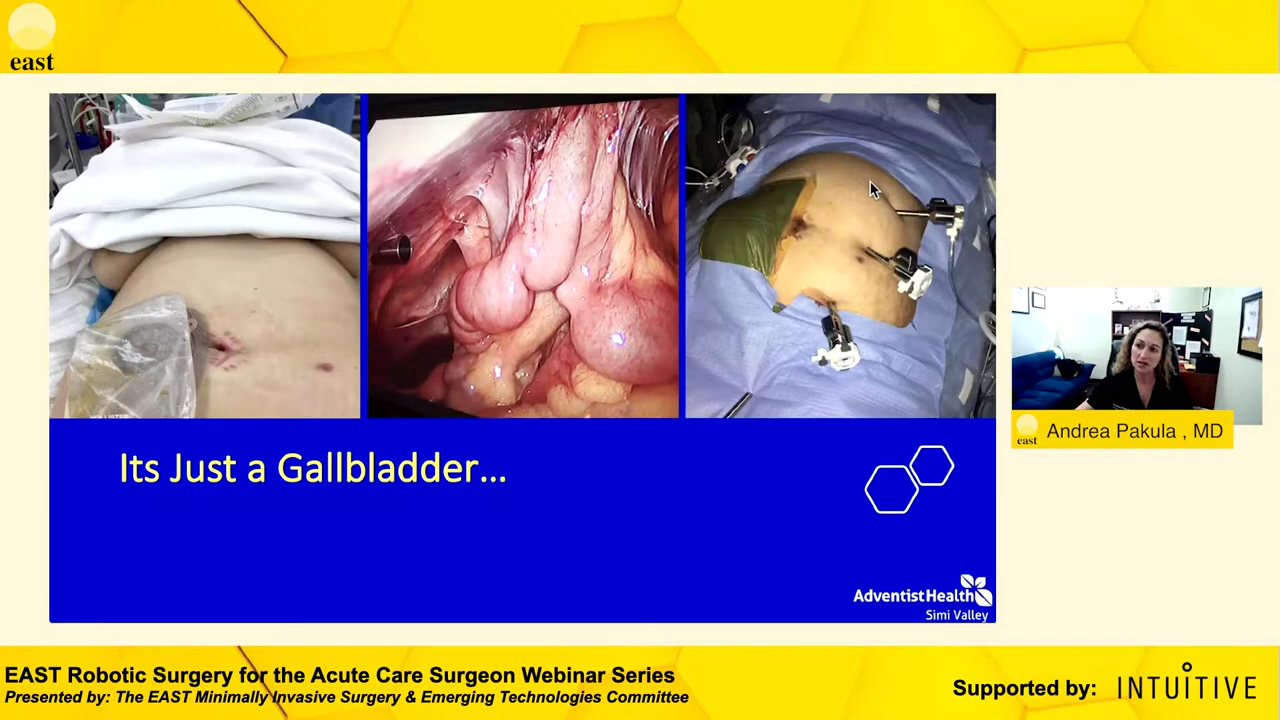 east
Its Just a Gallbladder...
AdventistHealth
Simi Valley
east
Andrea Pakula , MD
EAST Robotic Surgery for the Acute Care Surgeon Webinar Series
Presented by: The EAST Minimally Invasive Surgery & Emerging Technologies Committee
Supported by:
INTUITIVE